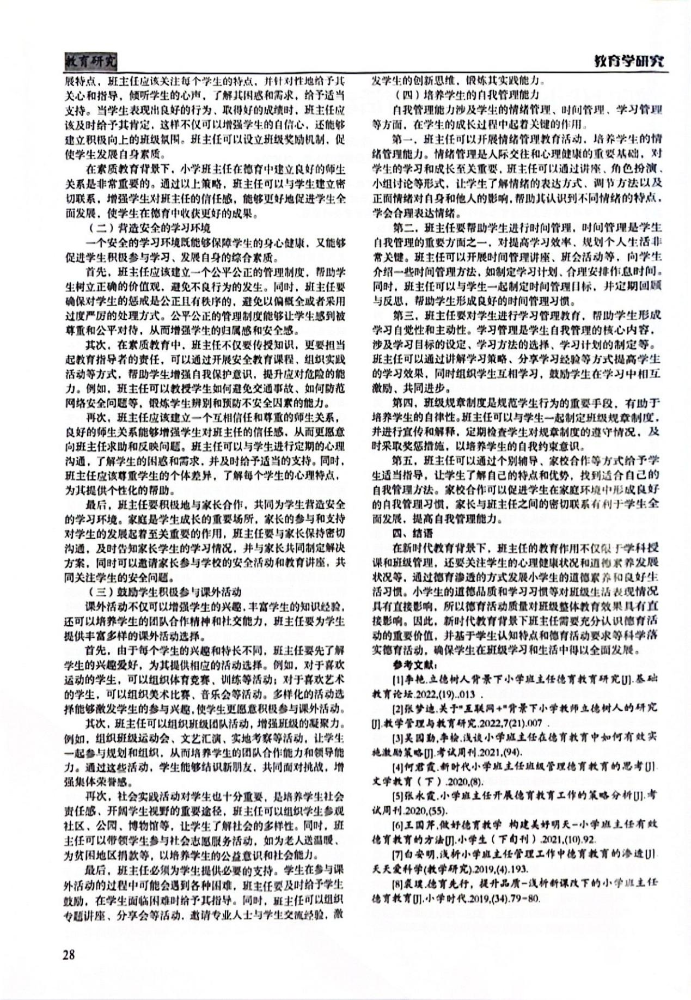 教育研究
教育学研究
展特点，班主任应该关注每个学生的特点，并针对性地给予其
关心和指导，倾听学生的心声，了解其困惑和需求，给予适当
支持。当学生表现出良好的行为、取得好的成绩时，班主任应
该及时给予其肯定，这样不仅可以增强学生的自信心，还能够
建立积极向上的班级氛围。班主任可以设立班级奖励机制，促
使学生发展自身素质。
在素质教育背景下，小学班主任在德育中建立良好的师生
关系是非常重要的。通过以上策略，班主任可以与学生建立密
切联系，增强学生对班主任的信任感，能够更好地促进学生全
面发展，使学生在德育中收获更好的成果。
（二）营造安全的学习环境
一个安全的学习环境既能够保障学生的身心健康，又能够
促进学生积极参与学习、发展自身的综合素质。
首先，班主任应该建立一个公平公正的管理制度，帮助学
生树立正确的价值观，避免不良行为的发生。同时，班主任要
确保对学生的惩戒是公正且有秩序的，避免以偏概全或者采用
过度严厉的处理方式。公平公正的管理制度能够让学生感到被
尊重和公平对待，从而增强学生的归属感和安全感。
其次，在素质教育中，班主任不仅要传授知识，更要担当
起教育指导者的责任，可以通过开展安全教育课程、组织实践
活动等方式，帮助学生增强自我保护意识，提升应对危险的能
力。例如，班主任可以教授学生如何避免交通事故、如何防范
网络安全问题等，锻炼学生辨别和预防不安全因素的能力。
再次，班主任应该建立一个互相信任和尊重的师生关系，
良好的师生关系能够增强学生对班主任的信任感，从而更愿意
向班主任求助和反映问题。班主任可以与学生进行定期的心理
沟通，了解学生的困惑和需求，并及时给予适当的支持。同时，
班主任应该尊重学生的个体差异，了解每个学生的心理特点，
为其提供个性化的帮助。
最后，班主任要积极地与家长合作，共同为学生营造安全
的学习环境。家庭是学生成长的重要场所，家长的参与和支持
对学生的发展起着至关重要的作用，班主任要与家长保持密切
沟通，及时告知家长学生的学习情况，并与家长共同制定解决
方案，同时可以邀请家长参与学校的安全活动和教育讲座，共
同关注学生的安全问题。
（三）鼓励学生积极参与课外活动
课外活动不仅可以增强学生的兴趣，丰富学生的知识经验，
还可以培养学生的团队合作精神和社交能力，班主任要为学生
提供丰富多样的课外活动选择。
首先，由于每个学生的兴趣和特长不同，班主任要先了解
学生的兴趣爱好，为其提供相应的活动选择。例如，对于喜欢
运动的学生，可以组织体育竞赛、训练等活动；对于喜欢艺术
的学生，可以组织美术比赛、音乐会等活动。多样化的活动选
择能够激发学生的参与兴趣，使学生更愿意积极参与课外活动。
其次，班主任可以组织班级团队活动，增强班级的凝聚力。
例如，组织班级运动会、文艺汇演、实地考察等活动，让学生
一起参与规划和组织，从而培养学生的团队合作能力和领导能
力。通过这些活动，学生能够结识新朋友，共同面对挑战，增
强集体荣誉感。
再次，社会实践活动对学生也十分重要，是培养学生社会
责任感、开阔学生视野的重要途径，班主任可以组织学生参观
社区、公园、博物馆等，让学生了解社会的多样性。同时，班
主任可以带领学生参与社会志愿服务活动，如为老人送温暖、
为贫困地区捐款等，以培养学生的公益意识和社会能力。
最后，班主任必须为学生提供必要的支持。学生在参与课
外活动的过程中可能会遇到各种困难，班主任要及时给予学生
鼓励，在学生面临困难时给予其指导。同时，班主任可以组织
专题讲座、分享会等活动，邀请专业人士与学生交流经验，激
发学生的创新思维，锻炼其实践能力。
（四）培养学生的自我管理能力
自我管理能力涉及学生的情绪管理、时间管理、学习管理
等方面，在学生的成长过程中起着关键的作用。
第一，班主任可以开展情绪管理教育活动，培养学生的情
绪管理能力。情绪管理是人际交往和心理健康的重要基础，对
学生的学习和成长至关重要，班主任可以通过讲座、角色扮演、
小组讨论等形式，让学生了解情绪的表达方式、调节方法以及
正面情绪对自身和他人的影响，帮助其认识到不同情绪的特点，
学会合理表达情绪。
第二，班主任要帮助学生进行时间管理，时间管理是学生
自我管理的重要方面之一，对提高学习效率、规划个人生活非
常关键。班主任可以开展时间管理讲座、班会活动等，向学生
介绍一些时间管理方法，如制定学习计划、合理安排作息时间。
同时，班主任可以与学生一起制定时间管理目标，并定期回顾
与反思，帮助学生形成良好的时间管理习惯。
第三，班主任要对学生进行学习管理教育，帮助学生形成
学习自觉性和主动性。学习管理是学生自我管理的核心内容，
涉及学习目标的设定、学习方法的选择、学习计划的制定等。
班主任可以通过讲解学习策略、分享学习经验等方式提高学生
的学习效果，同时组织学生互相学习，鼓励学生在学习中相互
激励、共同进步。
第四，班级规章制度是规范学生行为的重要手段，有助于
培养学生的自律性。班主任可以与学生一起制定班级规章制度，
并进行宣传和解释，定期检查学生对规章制度的遵守情况，及
时采取奖惩措施，以培养学生的自我约束意识。
第五，班主任可以通过个别辅导、家校合作等方式给予学
生适当指导，让学生了解自己的特点和优势，找到适合自己的
自我管理方法。家校合作可以促进学生在家庭环境中形成良好
的自我管理习惯，家长与班主任之间的密切联系有利于学生全
面发展，提高自我管理能力。
四、结语
在新时代教育背景下，班主任的教育作用不仅限于学科授
课和班级管理，还要关注学生的心理健康状况和道德素养发展
状况等，通过德育渗透的方式发展小学生的道德素养和良好生
活习惯。小学生的道德品质和学习习惯等对班级生活表现情况
具有直接影响，所以德育活动质量对班级整体教育效果具有直
接影响。因此，新时代教育背景下班主任需要充分认识德育活
动的重要价值，并基于学生认知特点和德育活动要求等科学落
实德育活动，确保学生在班级学习和生活中得以全面发展。
参考文献：
[1]李艳.立德树人背景下小学班主任德育教育研究[J].基础
教育论坛.2022,(19)..013 .
[2]张梦迪.关于"互联网+"背景下小学教师立德树人的研究
[J].教学管理与教育研究.2022,7(21).007 .
[3]吴国勤,李桧.浅谈小学班主任在德育教育中如何有效实
施激励策略[J].考试周刊.2021,(94).
[4]何君霞.新时代小学班主任班级管理德育教育的思考[J].
文学教育（下）.2020,(8).
[5]张永霞.小学班主任开展德育教育工作的策略分析[J].考
试周刊.2020,(55).
[6]王国芹.做好德育教学 构建美好明天-小学班主任有效
德育教育的方法[J].小学生（下旬刊）.2021,(10).92.
[7]白安明.浅析小学班主任管理工作中德育教育的渗透[J].
天天爱科学(教学研究).2019,(4).193.
[8]裴璞.德育先行，提升品质-浅析新课改下的小学班主任
德育教育[J].小学时代.2019,(34).79-80.
28